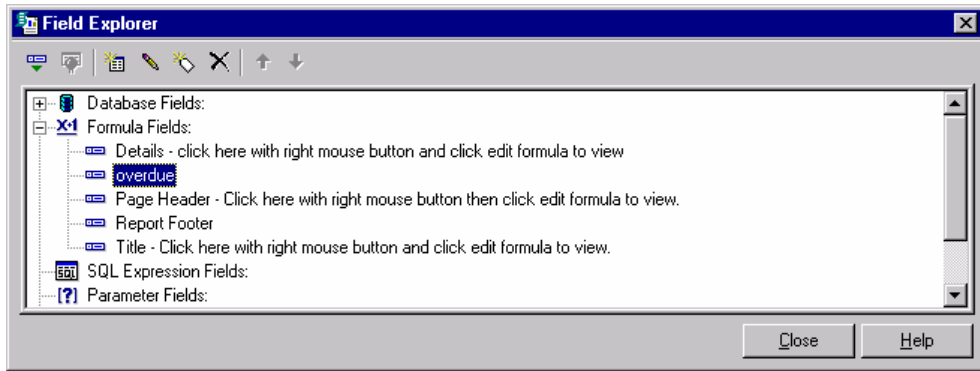 Field Explorer
Database Fields:
X+1 Formula Fields:
Details - click here with right mouse button and click edit formula to view
overdue
Page Header - Click here with right mouse button then click edit formula to view.
Report Footer
Title - Click here with right mouse button and click edit formula to view.
SQL SQL Expression Fields:
[?] Parameter Fields:
Close Help